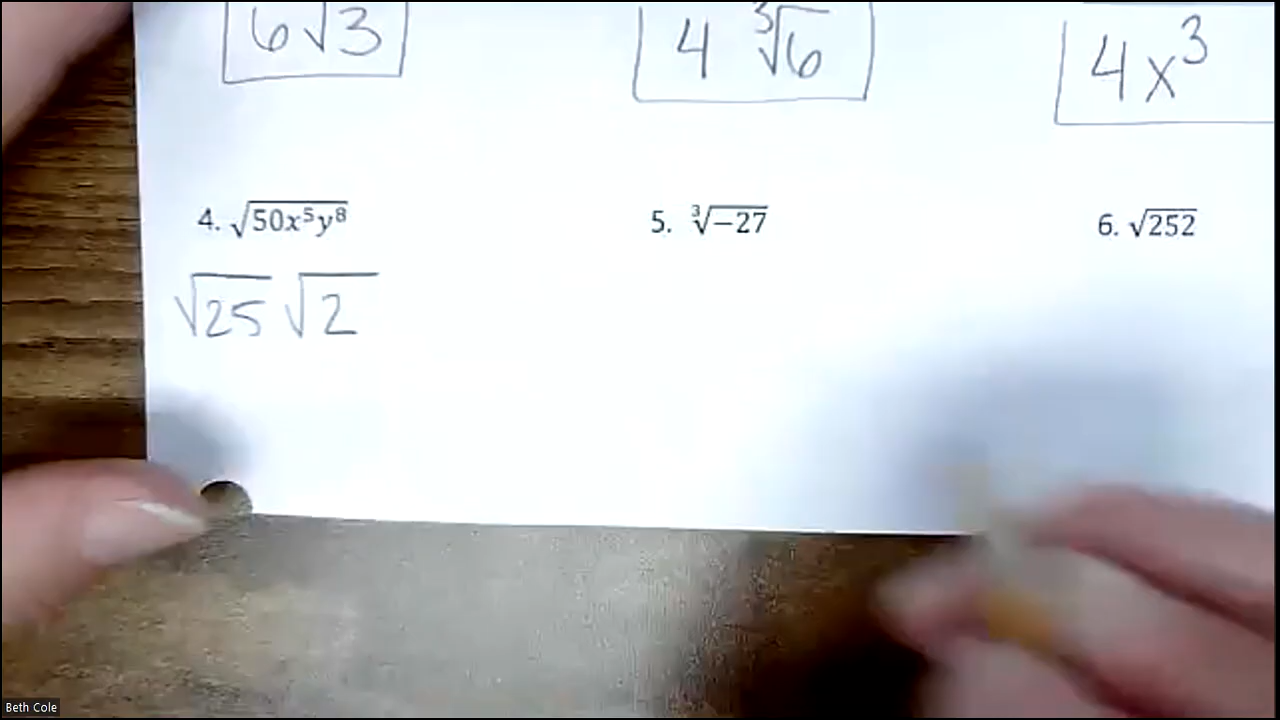 6√3 4 ∛6 4x³
4. √50x⁵y⁸ 5. ∛−27 6. √252
√25 √2
Beth Cole